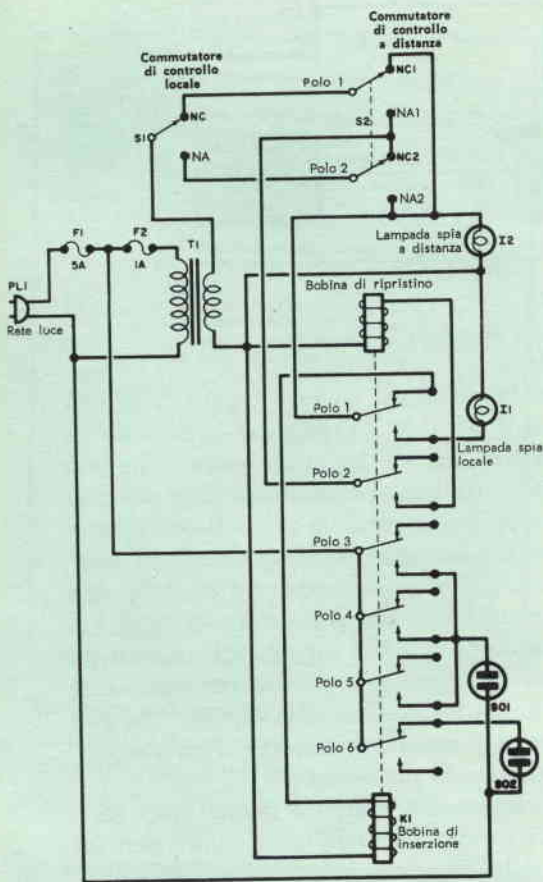 Commutatore
di controllo
a distanza
Commutatore
di controllo
locale
Polo 1
NC1
NC
S2
NA1
S1
NA
Polo 2
NC2
NA2
F1
F2
T1
5A
1A
PL1
Rete luce
Lampada spia
a distanza
I2
Bobina di ripristino
Polo 1
I1
Lampada spia
locale
Polo 2
Polo 3
Polo 4
Polo 5
SO1
Polo 6
SO2
K1
Bobina di
inserzione